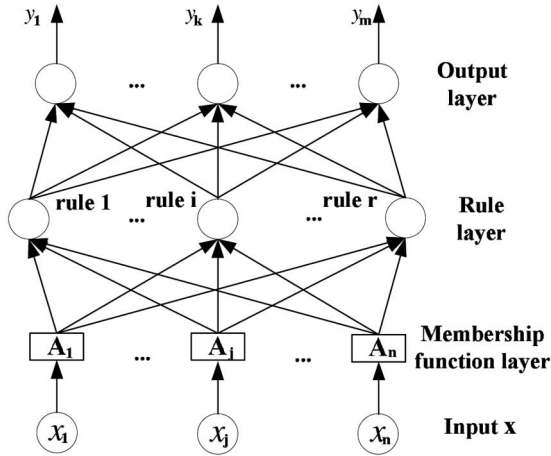 y1 yk ym
... ...
Output
layer
rule 1 ... rule i ... rule r
Rule
layer
A1 ... Aj ... An
Membership
function layer
x1 xj xn
Input x